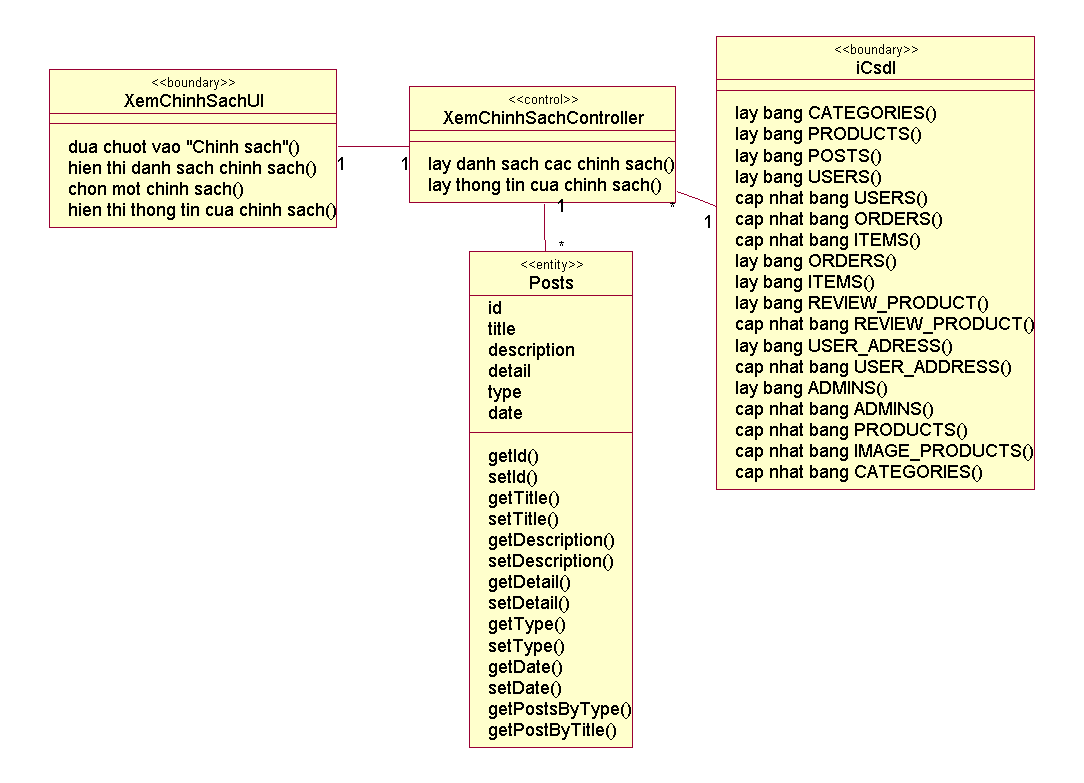 <<boundary>>
XemChinhSachUI
dua chuot vao "Chinh sach"()
hien thi danh sach chinh sach()
chon mot chinh sach()
hien thi thong tin cua chinh sach()
1
1
<<control>>
XemChinhSachController
lay danh sach cac chinh sach()
lay thong tin cua chinh sach()
1
*
*
1
<<entity>>
Posts
id
title
description
detail
type
date
getId()
setId()
getTitle()
setTitle()
getDescription()
setDescription()
getDetail()
setDetail()
getType()
setType()
getDate()
setDate()
getPostsByType()
getPostByTitle()
<<boundary>>
iCsdl
lay bang CATEGORIES()
lay bang PRODUCTS()
lay bang POSTS()
lay bang USERS()
cap nhat bang USERS()
cap nhat bang ORDERS()
cap nhat bang ITEMS()
lay bang ORDERS()
lay bang ITEMS()
lay bang REVIEW_PRODUCT()
cap nhat bang REVIEW_PRODUCT()
lay bang USER_ADRESS()
cap nhat bang USER_ADDRESS()
lay bang ADMINS()
cap nhat bang ADMINS()
cap nhat bang PRODUCTS()
cap nhat bang IMAGE_PRODUCTS()
cap nhat bang CATEGORIES()